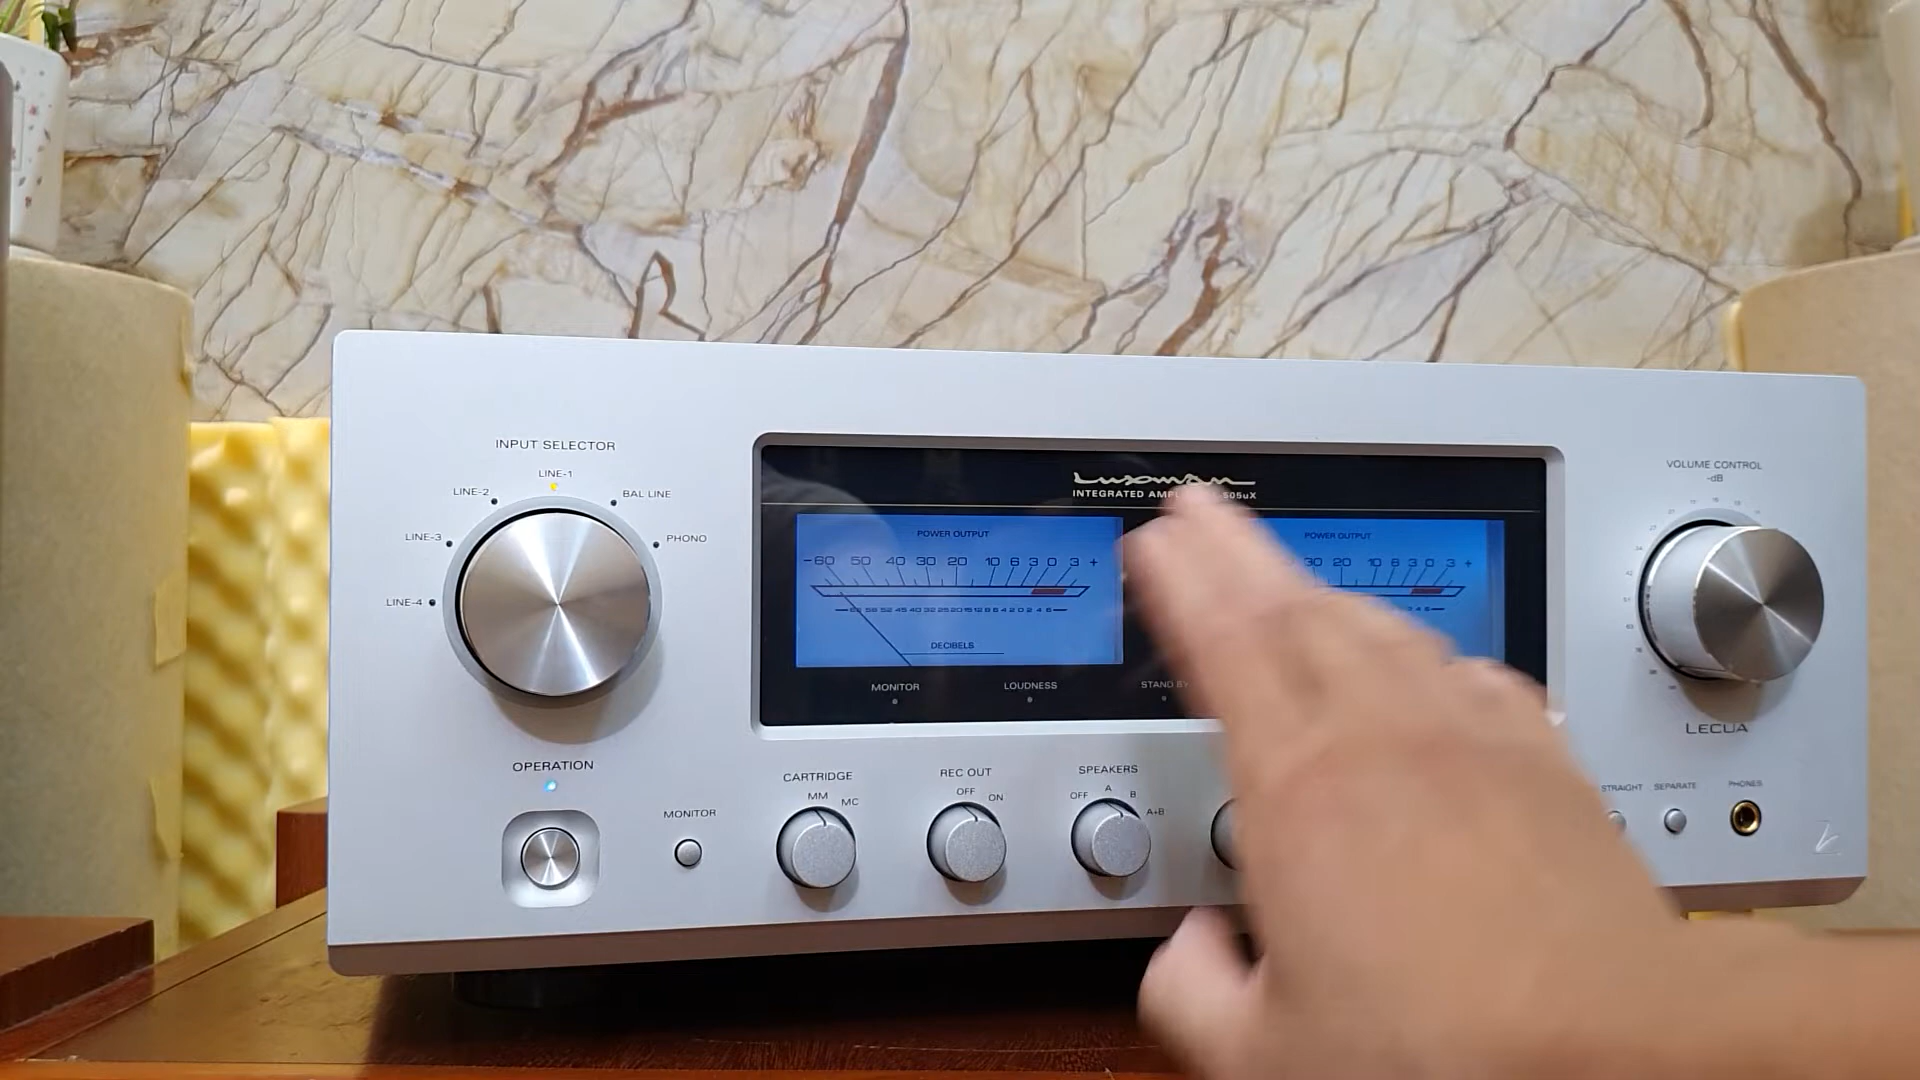 INPUT SELECTOR
LINE-1
LINE-2
BAL LINE
LINE-3
PHONO
LINE-4
OPERATION
MONITOR
LUXMAN
INTEGRATED 505uX
POWER OUTPUT
-60 50 40 30 20 10 6 3 0 3 +
DECIBELS
POWER OUTPUT
30 20 10 6 3 0 3 +
MONITOR
LOUDNESS
STAND BY
CARTRIDGE
MM
MC
REC OUT
OFF
ON
SPEAKERS
OFF
A
B
A+B
VOLUME CONTROL
-dB
LECUA
STRAIGHT
SEPARATE
PHONES